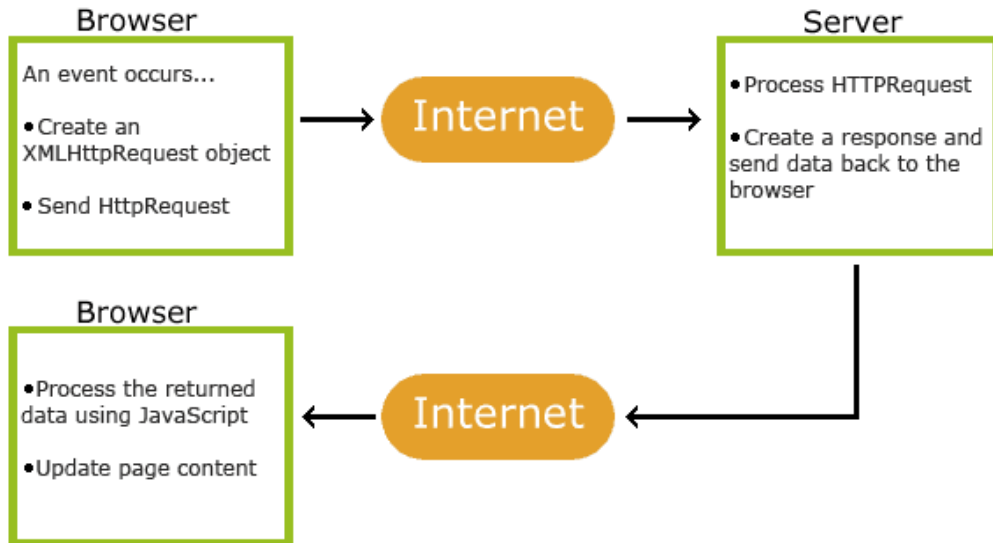 Browser
An event occurs...
•Create an
XMLHttpRequest object
•Send HttpRequest
Internet
Server
•Process HTTPRequest
•Create a response and
send data back to the
browser
Browser
•Process the returned
data using JavaScript
•Update page content
Internet